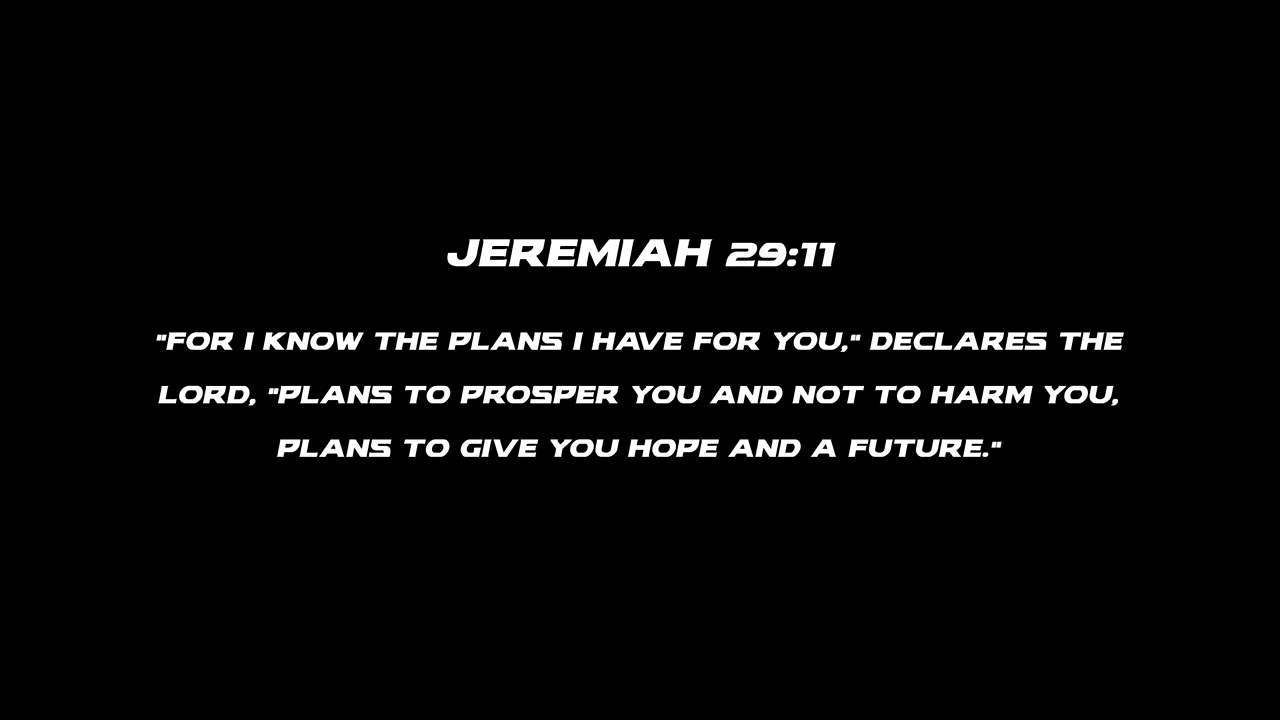 JEREMIAH 29:11
"FOR I KNOW THE PLANS I HAVE FOR YOU," DECLARES THE
LORD, "PLANS TO PROSPER YOU AND NOT TO HARM YOU,
PLANS TO GIVE YOU HOPE AND A FUTURE."